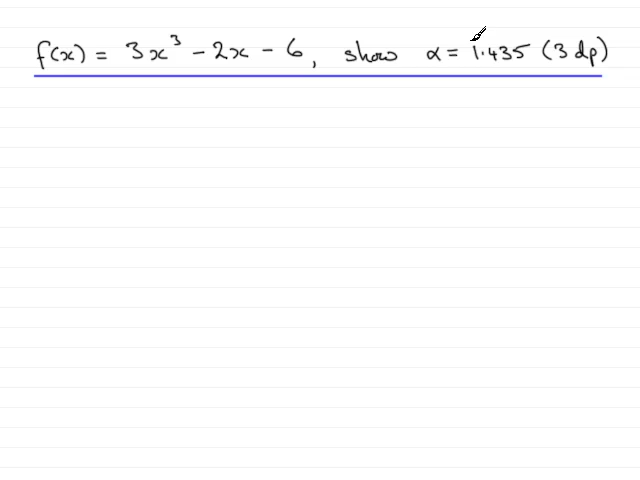 f(x) = 3x³ - 2x - 6, show α = 1.435 (3 dp)